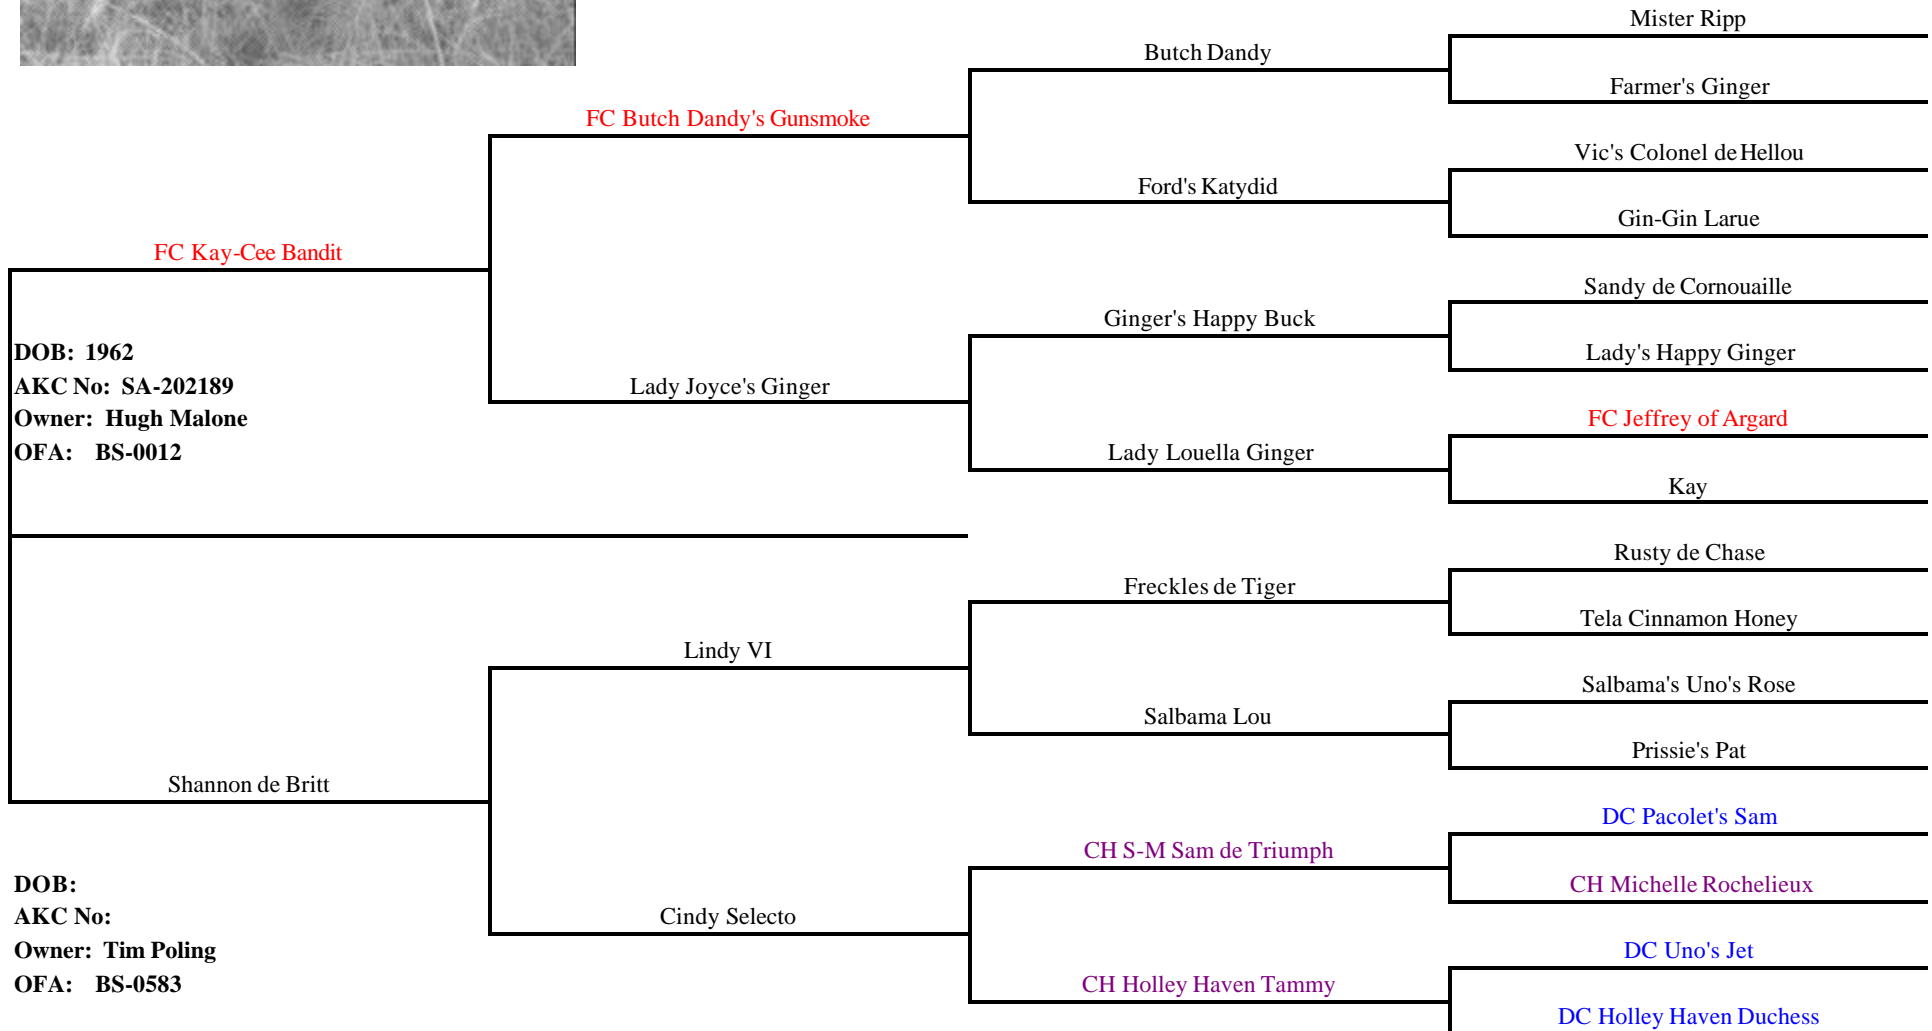 Mister Ripp
Butch Dandy
Farmer's Ginger
FC Butch Dandy's Gunsmoke
Vic's Colonel de Hellou
Ford's Katydid
Gin-Gin Larue
FC Kay-Cee Bandit
Sandy de Cornouaille
Ginger's Happy Buck
DOB: 1962
Lady's Happy Ginger
AKC No: SA-202189
Lady Joyce's Ginger
Owner: Hugh Malone
FC Jeffrey of Argard
OFA: BS-0012
Lady Louella Ginger
Kay
Rusty de Chase
Freckles de Tiger
Tela Cinnamon Honey
Lindy VI
Salbama's Uno's Rose
Salbama Lou
Prissie's Pat
Shannon de Britt
DC Pacolet's Sam
CH S-M Sam de Triumph
DOB:
CH Michelle Rochelieux
AKC No:
Cindy Selecto
Owner: Tim Poling
DC Uno's Jet
OFA: BS-0583
CH Holley Haven Tammy
DC Holley Haven Duchess